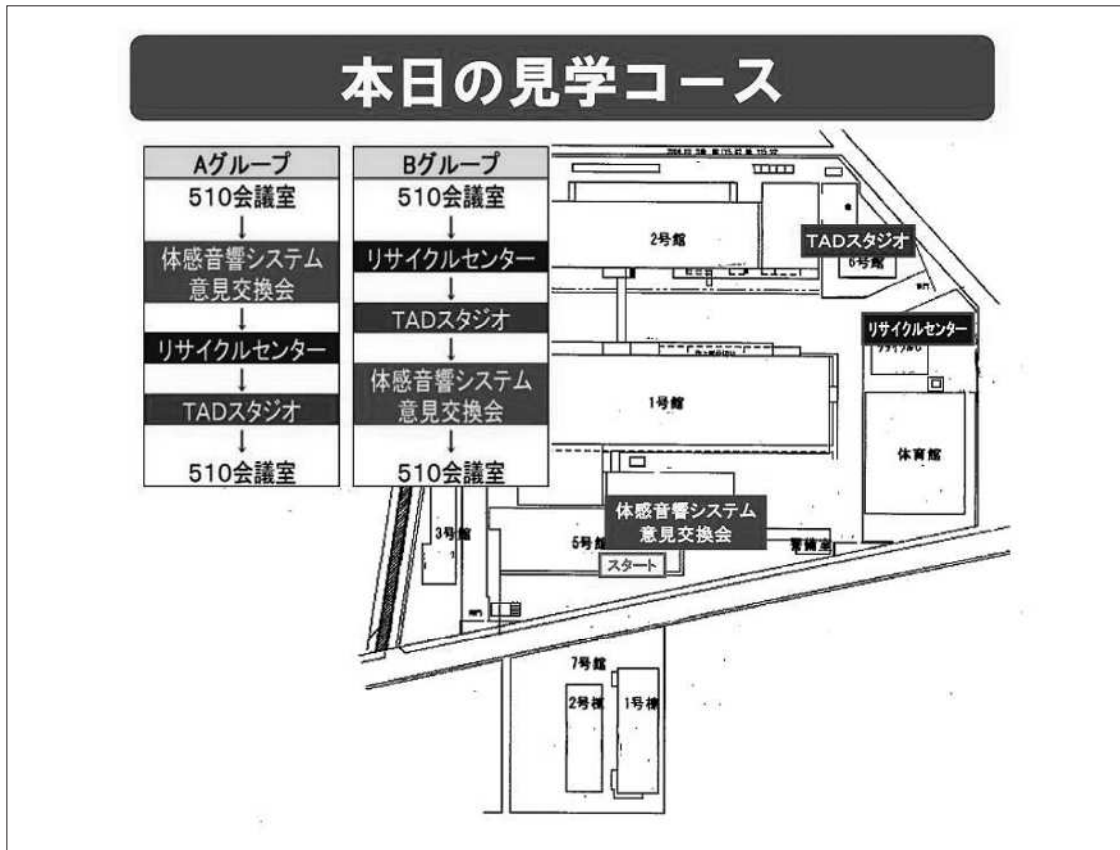 本日の見学コース
Aグループ
510会議室
↓
体感音響システム
意見交換会
↓
リサイクルセンター
↓
TADスタジオ
↓
510会議室
Bグループ
510会議室
↓
リサイクルセンター
↓
TADスタジオ
↓
体感音響システム
意見交換会
↓
510会議室
2号館
TADスタジオ
6号館
リサイクルセンター
1号館
体育館
体感音響システム
意見交換会
3号館
5号館
警備室
スタート
7号館
2号棟
1号棟